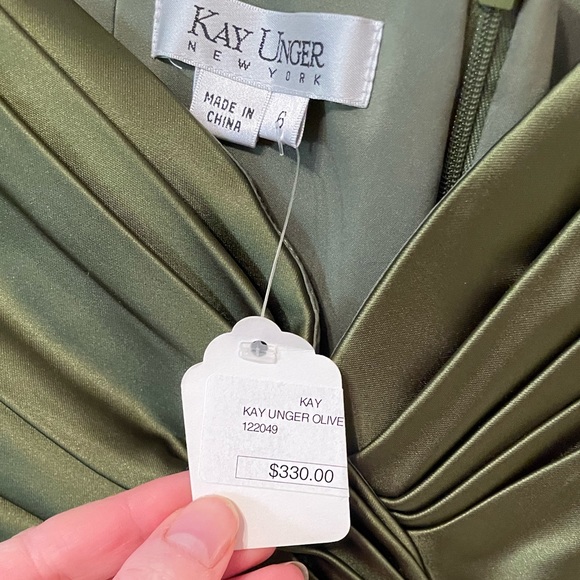 KAY UNGER
NEW YORK
MADE IN
CHINA
6
KAY
KAY UNGER OLIVE
122049
$330.00